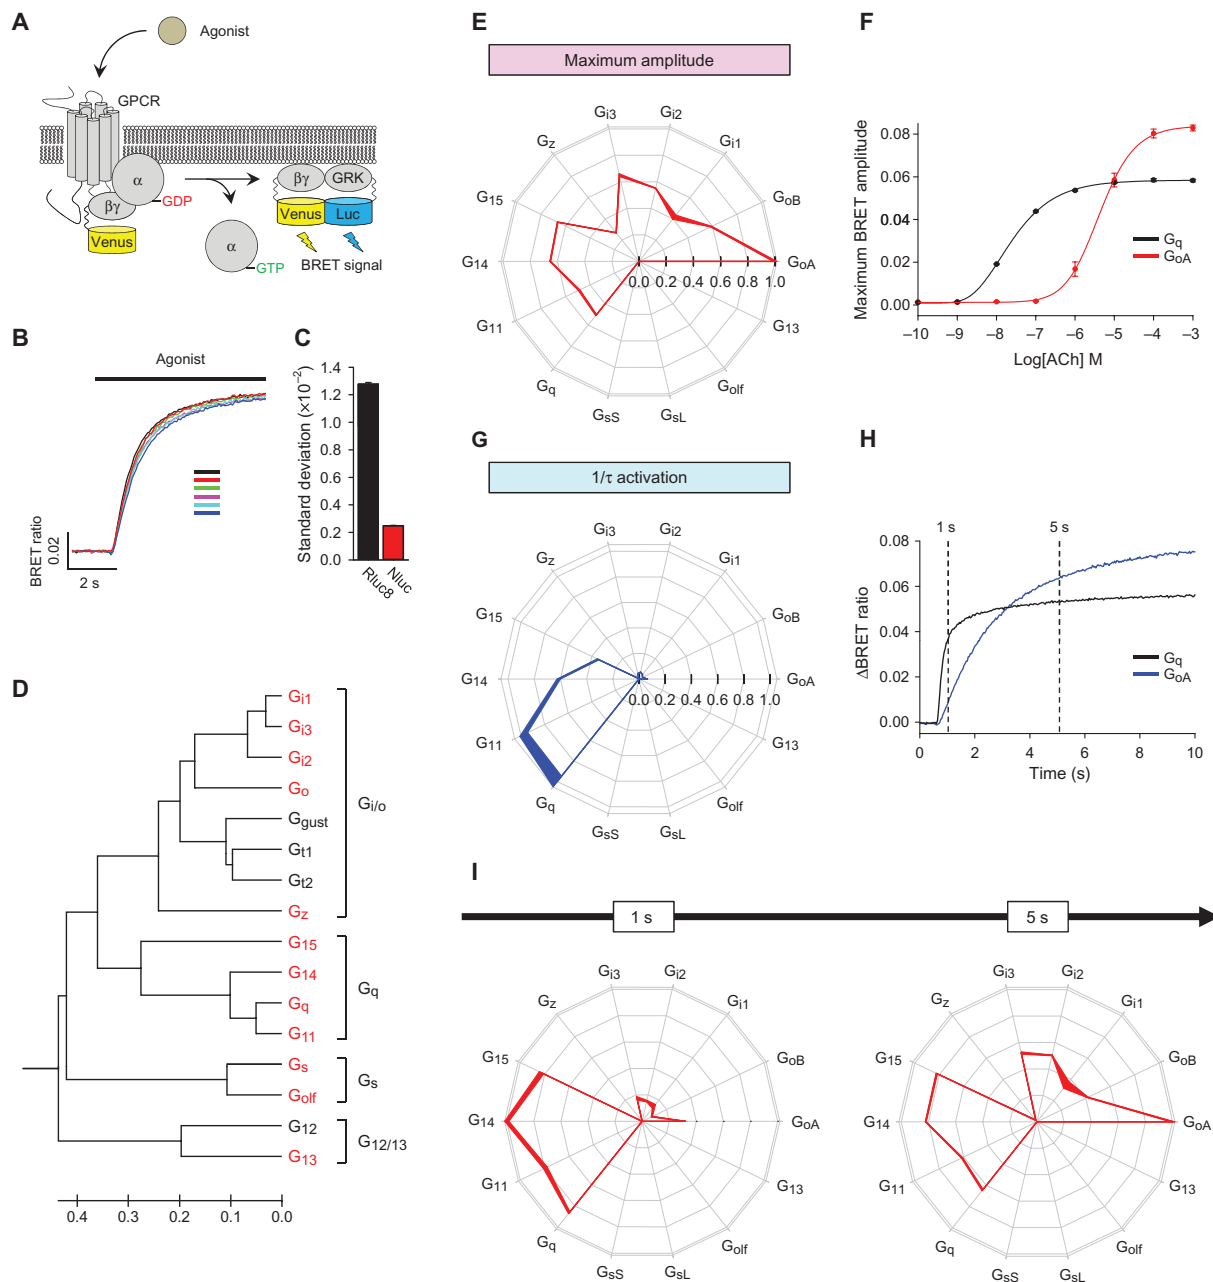 A
Agonist
GPCR
α
βγ
GDP
Venus
α
GTP
βγ
GRK
Venus
Luc
BRET signal
B
Agonist
BRET ratio
0.02
2 s
C
Standard deviation (×10⁻²)
1.4
1.2
1.0
0.8
0.6
0.4
0.2
0.0
Rluc8
Nluc
D
Gi1
Gi3
Gi2
Go
Ggust
Gt1
Gt2
Gz
G15
G14
Gq
G11
Gs
Golf
G12
G13
Gi/o
Gq
Gs
G12/13
0.4 0.3 0.2 0.1 0.0
E
Maximum amplitude
Gi3
Gi2
Gz
Gi1
G15
GoB
G14
GoA
0.0 0.2 0.4 0.6 0.8 1.0
G11
G13
Gq
Golf
GsS
GsL
F
Maximum BRET amplitude
0.08
0.06
0.04
0.02
0.00
Gq
GoA
–10 –9 –8 –7 –6 –5 –4 –3
Log[ACh] M
G
1/τ activation
Gi3
Gi2
Gz
Gi1
G15
GoB
G14
GoA
0.0 0.2 0.4 0.6 0.8 1.0
G11
G13
Gq
Golf
GsS
GsL
H
1 s
5 s
ΔBRET ratio
0.08
0.06
0.04
0.02
0.00
Gq
GoA
0 2 4 6 8 10
Time (s)
I
1 s
5 s
Gi3
Gi2
Gz
Gi1
G15
GoB
G14
GoA
G11
G13
Gq
Golf
GsS
GsL
Gi3
Gi2
Gz
Gi1
G15
GoB
G14
GoA
G11
G13
Gq
Golf
GsS
GsL